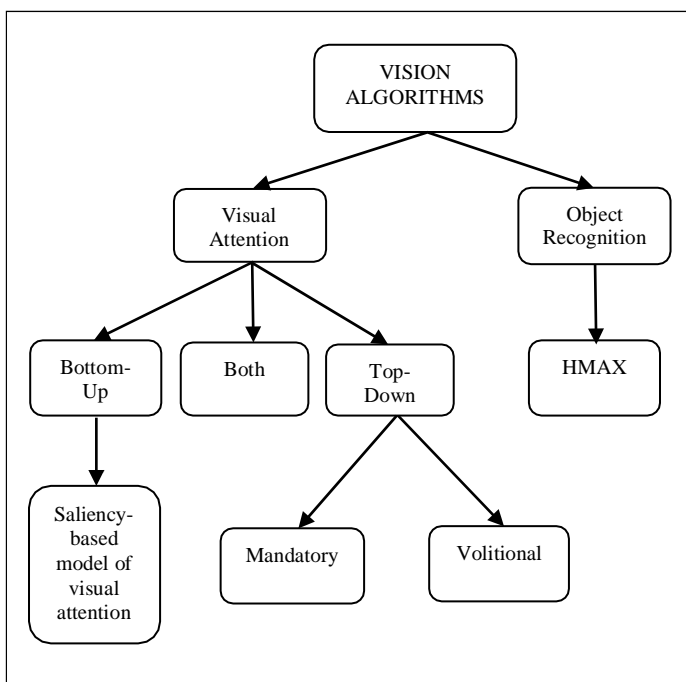 VISION
ALGORITHMS
Visual
Attention
Object
Recognition
Bottom-
Up
Both
Top-
Down
HMAX
Saliency-
based
model of
visual
attention
Mandatory
Volitional